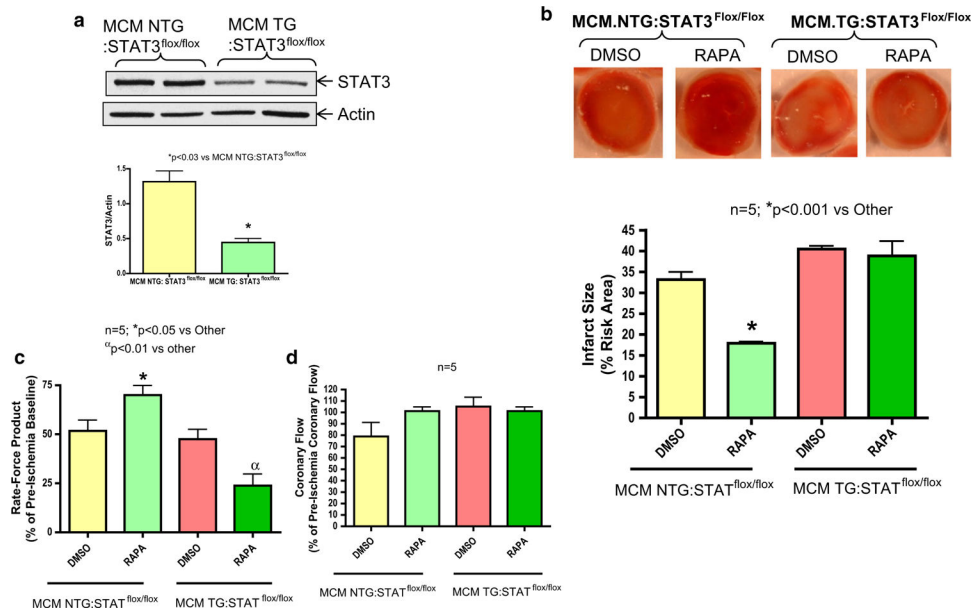 a
MCM NTG MCM TG
:STAT3flox/flox :STAT3flox/flox
STAT3
Actin
*p<0.03 vs MCM NTG:STAT3flox/flox
STAT3/Actin
1.5
1.0
0.5
0.0
MCM NTG: STAT3flox/flox MCM TG: STAT3flox/flox
*
b
MCM.NTG:STAT3Flox/Flox MCM.TG:STAT3Flox/Flox
DMSO RAPA DMSO RAPA
n=5; *p<0.001 vs Other
Infarct Size
(% Risk Area)
45
40
35
30
25
20
15
10
5
0
*
DMSO RAPA DMSO RAPA
MCM NTG:STATflox/flox MCM TG:STATflox/flox
c
n=5; *p<0.05 vs Other
αp<0.01 vs other
Rate-Force Product
(% of Pre-Ischemia Baseline)
75
50
25
0
*
α
DMSO RAPA DMSO RAPA
MCM NTG:STATflox/flox MCM TG:STATflox/flox
d
n=5
Coronary Flow
(% of Pre-Ischemia Coronary Flow)
120
110
100
90
80
70
60
50
40
30
20
10
0
DMSO RAPA DMSO RAPA
MCM NTG:STATflox/flox MCM TG:STATflox/flox